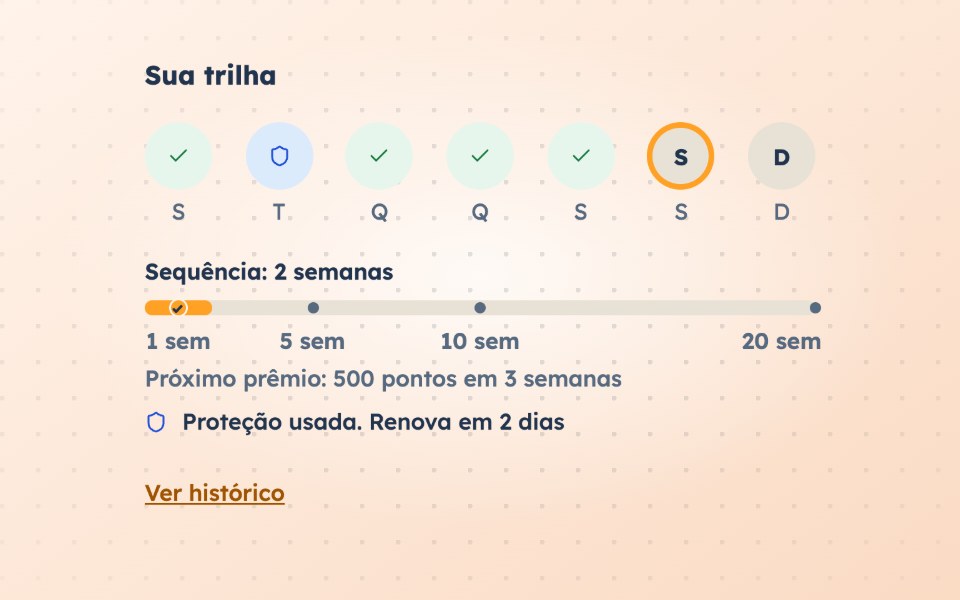 Sua trilha
S D
S T Q Q S S D
Sequência: 2 semanas
1 sem 5 sem 10 sem 20 sem
Próximo prêmio: 500 pontos em 3 semanas
Proteção usada. Renova em 2 dias
Ver histórico